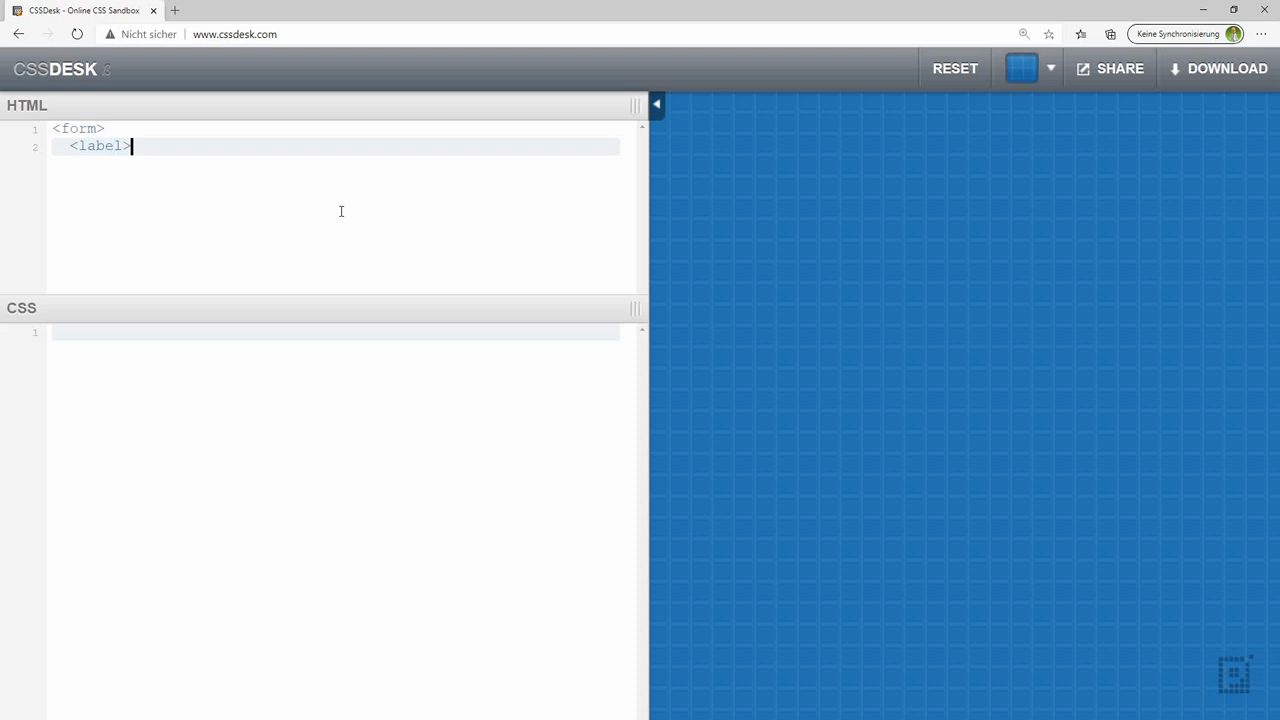 CSSDesk - Online CSS Sandbox
Nicht sicher
www.cssdesk.com
Keine Synchronisierung
CSSDESK
RESET
SHARE
DOWNLOAD
HTML
1 <form>
2 <label>
CSS
1